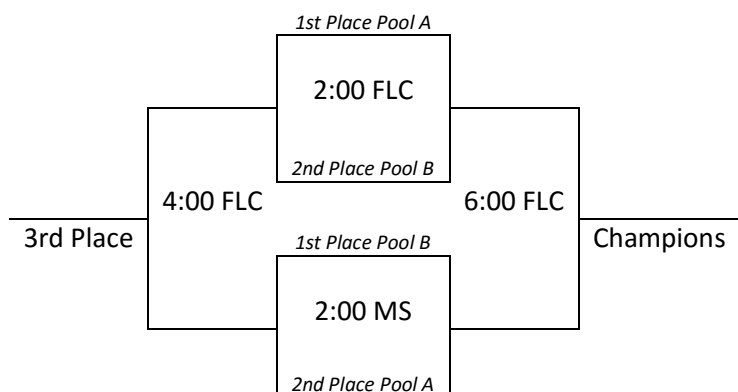 1st Place Pool A
2:00 FLC
2nd Place Pool B
4:00 FLC
6:00 FLC
3rd Place
1st Place Pool B
Champions
2:00 MS
2nd Place Pool A